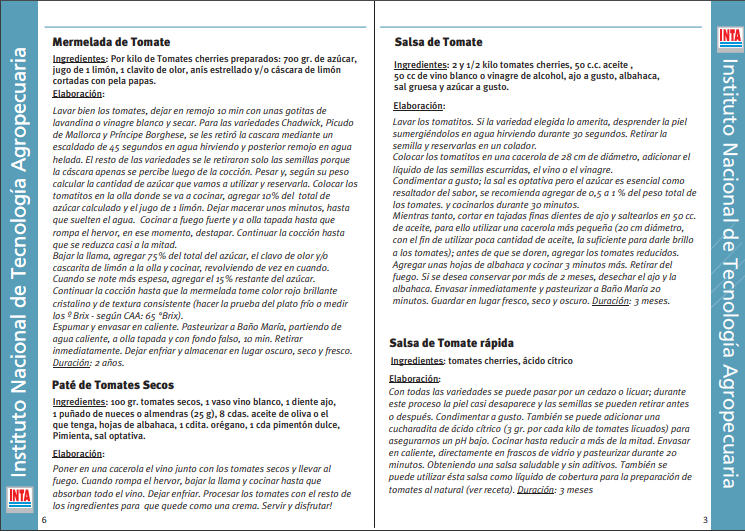 Instituto Nacional de Tecnología Agropecuaria
INTA
Mermelada de Tomate
Ingredientes: Por kilo de Tomates cherries preparados: 700 gr. de azúcar,
jugo de 1 limón, 1 clavito de olor, anís estrellado y/o cáscara de limón
cortadas con pela papas.
Elaboración:
Lavar bien los tomates, dejar en remojo 10 min con unas gotitas de
lavandina o vinagre blanco y secar. Para las variedades Chadwick, Picudo
de Mallorca y Príncipe Borghese, se les retiró la cascara mediante un
escaldado de 45 segundos en agua hirviendo y posterior remojo en agua
helada. El resto de las variedades se le retiraron solo las semillas porque
la cáscara apenas se percibe luego de la cocción. Pesar y, según su peso
calcular la cantidad de azúcar que vamos a utilizar y reservarla. Colocar los
tomatitos en la olla donde se va a cocinar, agregar 10% del total de
azúcar calculado y el jugo de 1 limón. Dejar macerar unos minutos, hasta
que suelten el agua. Cocinar a fuego fuerte y a olla tapada hasta que
rompa el hervor, en ese momento, destapar. Continuar la cocción hasta
que se reduzca casi a la mitad.
Bajar la llama, agregar 75% del total del azúcar, el clavo de olor y/o
cascarita de limón a la olla y cocinar, revolviendo de vez en cuando.
Cuando se note más espesa, agregar el 15% restante del azúcar.
Continuar la cocción hasta que la mermelada tome color rojo brillante
cristalino y de textura consistente (hacer la prueba del plato frío o medir
los º Brix - según CAA: 65 °Brix).
Espumar y envasar en caliente. Pasteurizar a Baño María, partiendo de
agua caliente, a olla tapada y con fondo falso, 10 min. Retirar
inmediatamente. Dejar enfriar y almacenar en lugar oscuro, seco y fresco.
Duración: 2 años.
Paté de Tomates Secos
Ingredientes: 100 gr. tomates secos, 1 vaso vino blanco, 1 diente ajo,
1 puñado de nueces o almendras (25 g), 8 cdas. aceite de oliva o el
que tenga, hojas de albahaca, 1 cdita. orégano, 1 cda pimentón dulce,
Pimienta, sal optativa.
Elaboración:
Poner en una cacerola el vino junto con los tomates secos y llevar al
fuego. Cuando rompa el hervor, bajar la llama y cocinar hasta que
absorban todo el vino. Dejar enfriar. Procesar los tomates con el resto de
los ingredientes para que quede como una crema. Servir y disfrutar!
6
Salsa de Tomate
Ingredientes: 2 y 1/2 kilo tomates cherries, 50 c.c. aceite ,
50 cc de vino blanco o vinagre de alcohol, ajo a gusto, albahaca,
sal gruesa y azúcar a gusto.
Elaboración:
Lavar los tomatitos. Si la variedad elegida lo amerita, desprender la piel
sumergiéndolos en agua hirviendo durante 30 segundos. Retirar la
semilla y reservarlas en un colador.
Colocar los tomatitos en una cacerola de 28 cm de diámetro, adicionar el
líquido de las semillas escurridas, el vino o el vinagre.
Condimentar a gusto; la sal es optativa pero el azúcar es esencial como
resaltador del sabor, se recomienda agregar de 0,5 a 1 % del peso total de
los tomates. y cocinarlos durante 30 minutos.
Mientras tanto, cortar en tajadas finas dientes de ajo y saltearlos en 50 cc.
de aceite, para ello utilizar una cacerola más pequeña (20 cm diámetro,
con el fin de utilizar poca cantidad de aceite, la suficiente para darle brillo
a los tomates); antes de que se doren, agregar los tomates reducidos.
Agregar unas hojas de albahaca y cocinar 3 minutos más. Retirar del
fuego. Si se desea conservar por más de 2 meses, desechar el ajo y la
albahaca. Envasar inmediatamente y pasteurizar a Baño María 20
minutos. Guardar en lugar fresco, seco y oscuro. Duración: 3 meses.
Salsa de Tomate rápida
Ingredientes: tomates cherries, ácido cítrico
Elaboración:
Con todas las variedades se puede pasar por un cedazo o licuar; durante
este proceso la piel casi desaparece y las semillas se pueden retirar antes
o después. Condimentar a gusto. También se puede adicionar una
cucharadita de ácido cítrico (3 gr. por cada kilo de tomates licuados) para
asegurarnos un pH bajo. Cocinar hasta reducir a más de la mitad. Envasar
en caliente, directamente en frascos de vidrio y pasteurizar durante 20
minutos. Obteniendo una salsa saludable y sin aditivos. También se
puede utilizar ésta salsa como líquido de cobertura para la preparación de
tomates al natural (ver receta). Duración: 3 meses
3
INTA
Instituto Nacional de Tecnología Agropecuaria